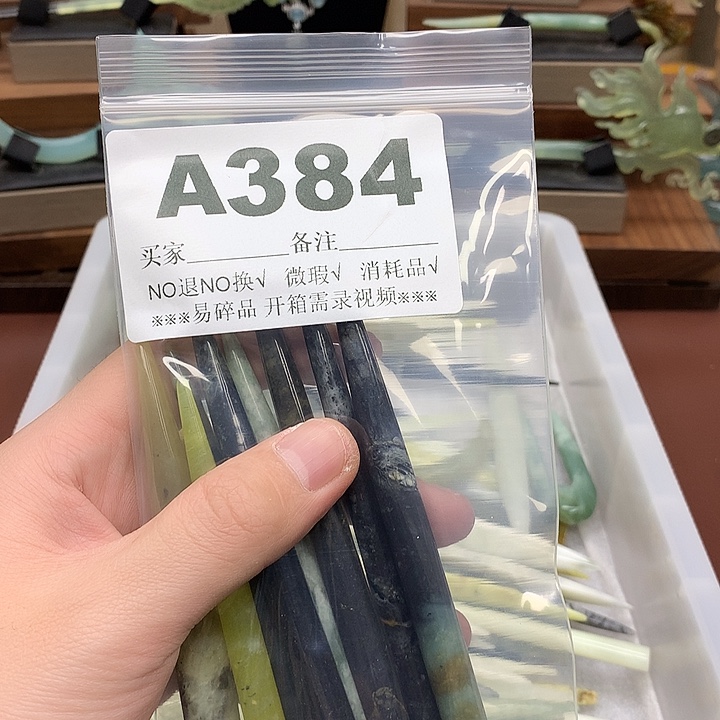 A384
买家________备注________
NO退NO换√ 微瑕√ 消耗品√
※※※易碎品 开箱需录视频※※※